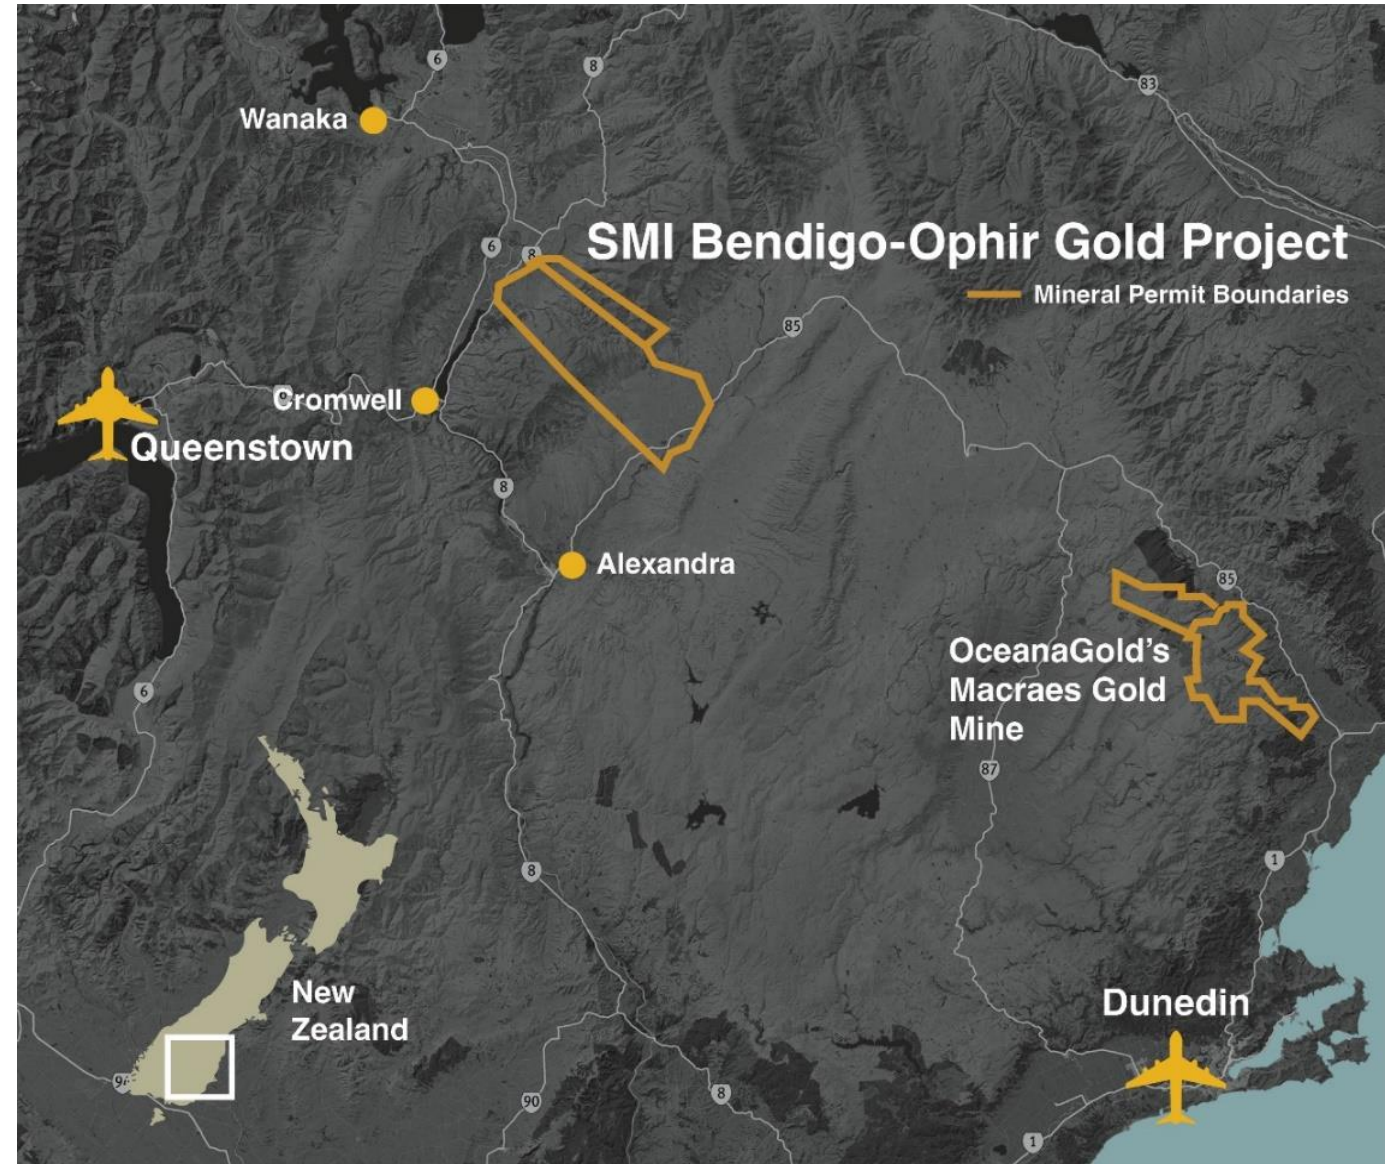 6
8
83
Wanaka
6
8
SMI Bendigo-Ophir Gold Project
Mineral Permit Boundaries
85
Cromwell
Queenstown
8
Alexandra
85
OceanaGold's
Macraes Gold
Mine
6
87
8
1
New
Zealand
Dunedin
90
8
1